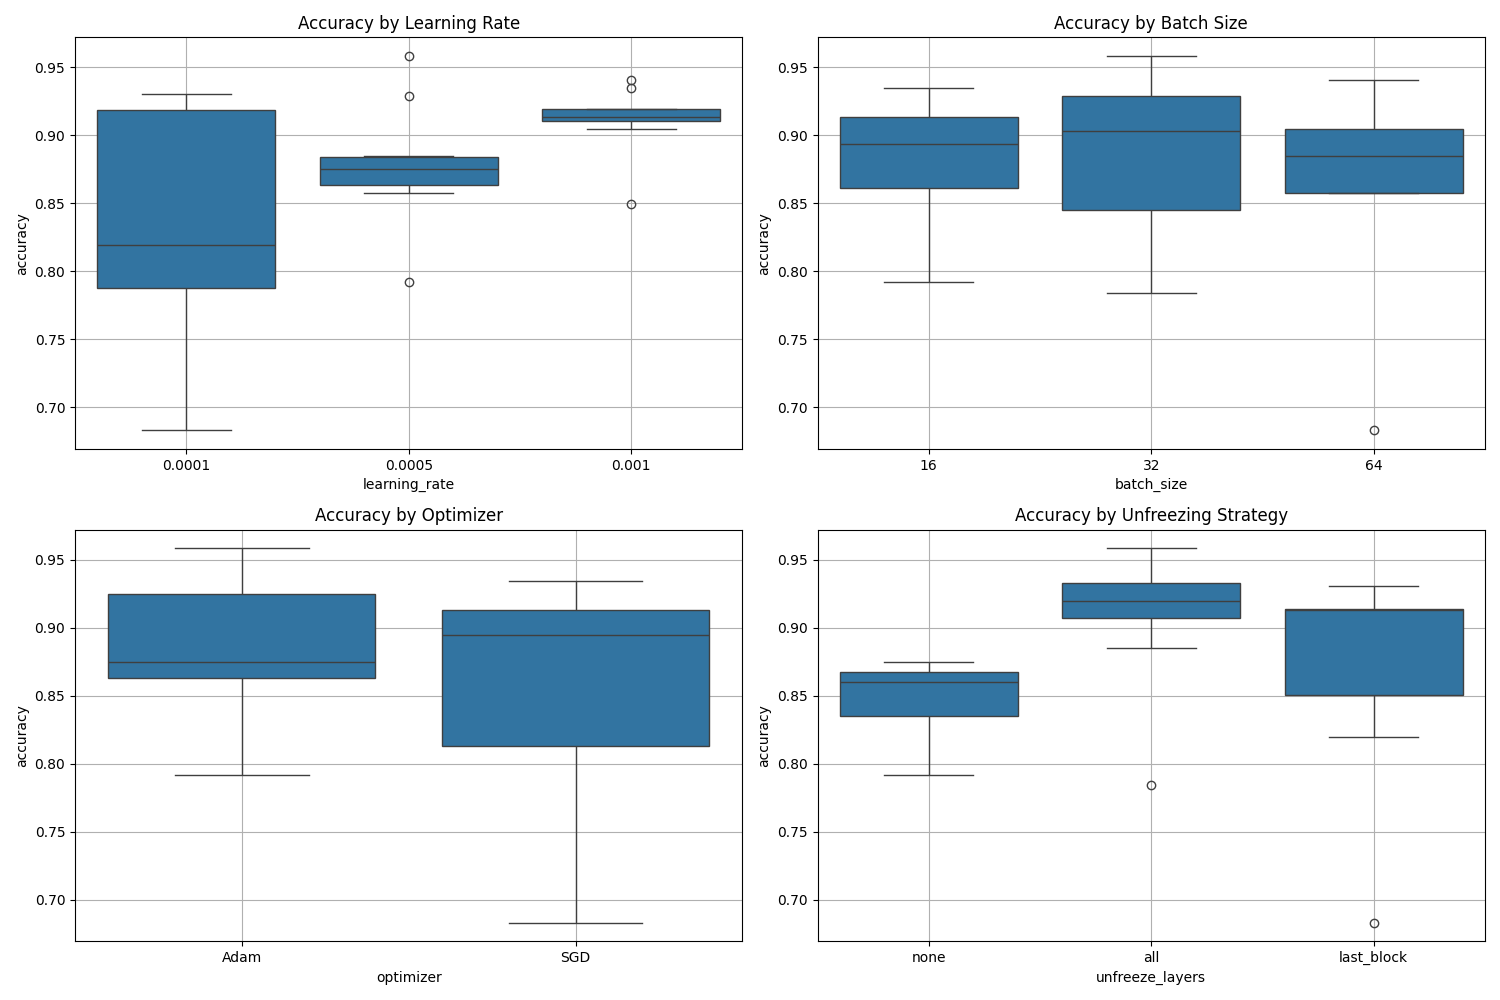 Accuracy by Learning Rate
0.95
0.90
0.85
0.80
0.75
0.70
accuracy
0.0001 0.0005 0.001
learning_rate
Accuracy by Batch Size
0.95
0.90
0.85
0.80
0.75
0.70
accuracy
16 32 64
batch_size
Accuracy by Optimizer
0.95
0.90
0.85
0.80
0.75
0.70
accuracy
Adam SGD
optimizer
Accuracy by Unfreezing Strategy
0.95
0.90
0.85
0.80
0.75
0.70
accuracy
none all last_block
unfreeze_layers